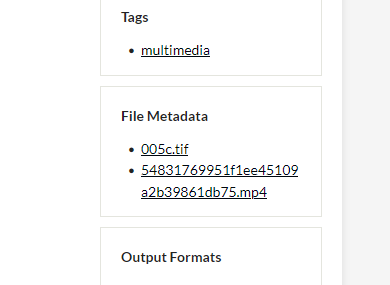 Tags
multimedia
File Metadata
005c.tif
54831769951f1ee45109
a2b39861db75.mp4
Output Formats